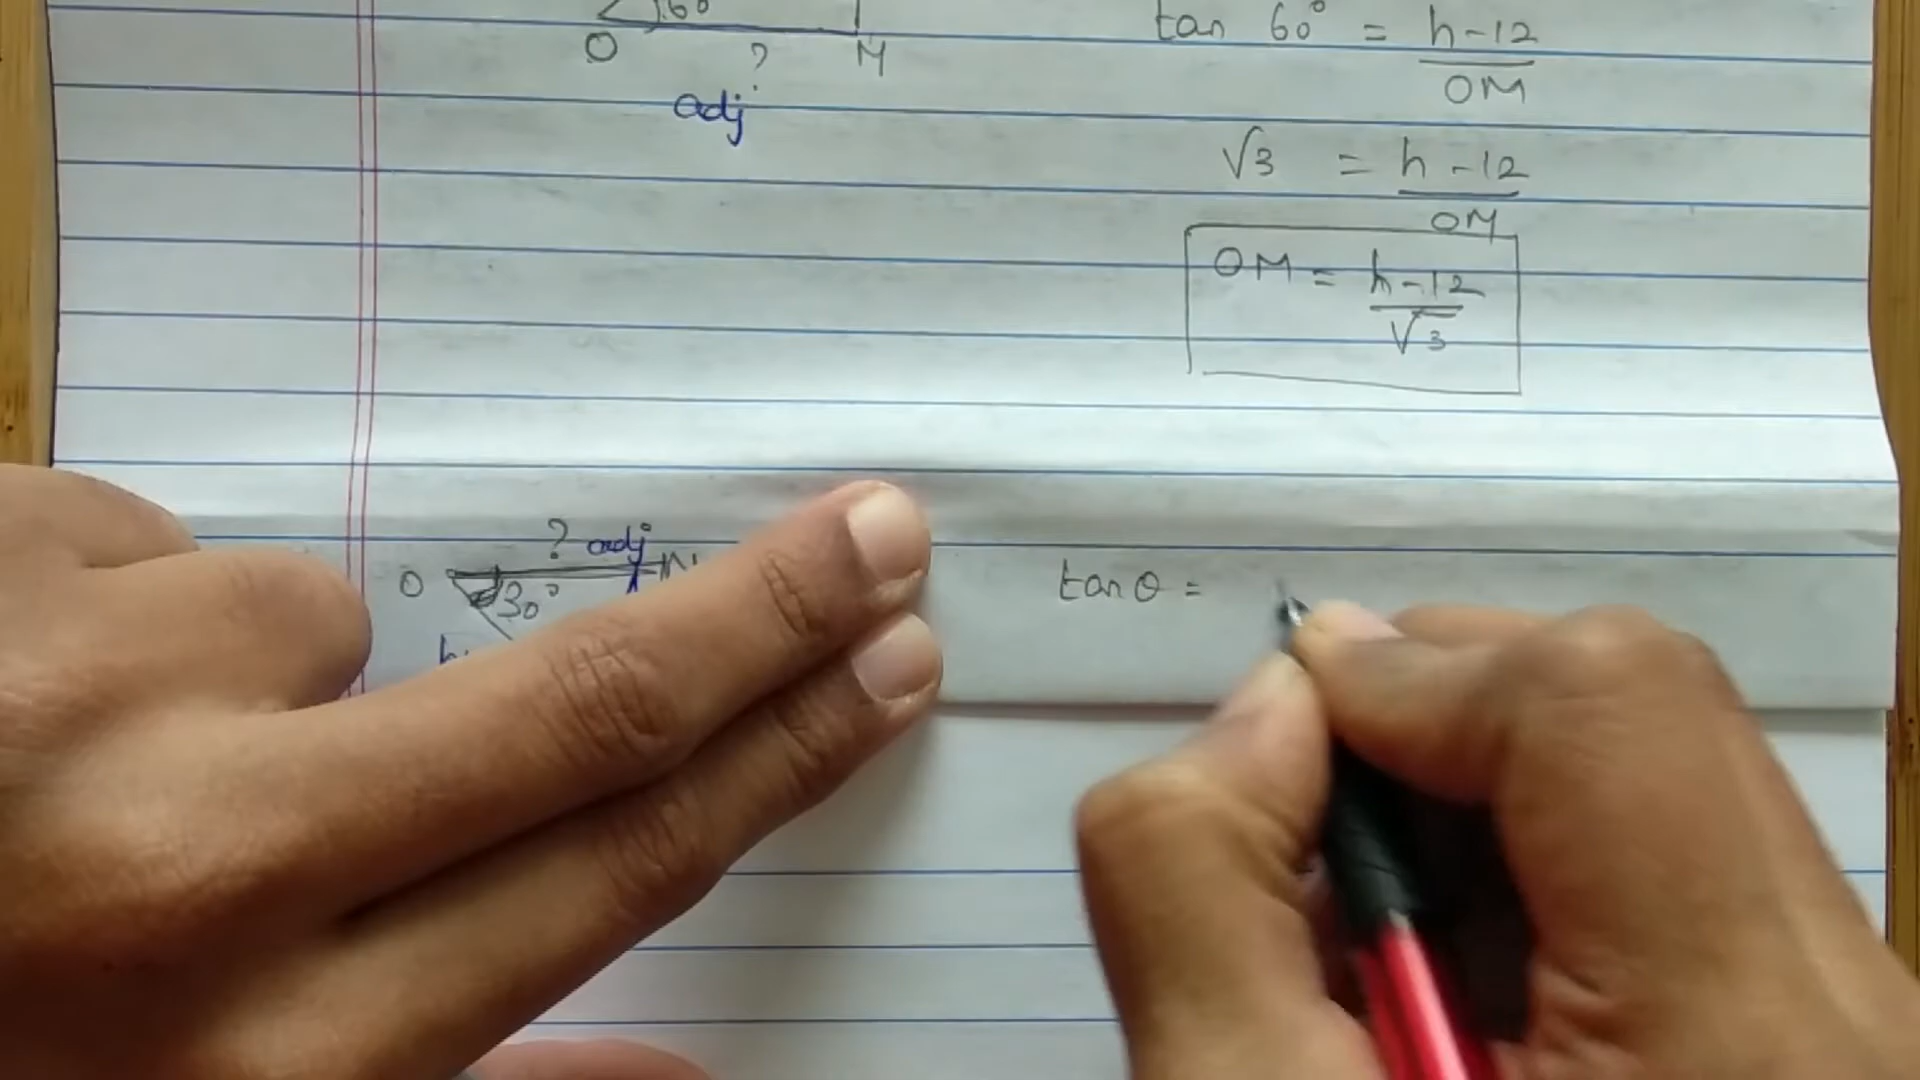 60
O ? M
adj
tan 60° = h-12
OM
√3 = h-12
OM
OM = h-12
√3
? adj
O 30° M
tan θ =